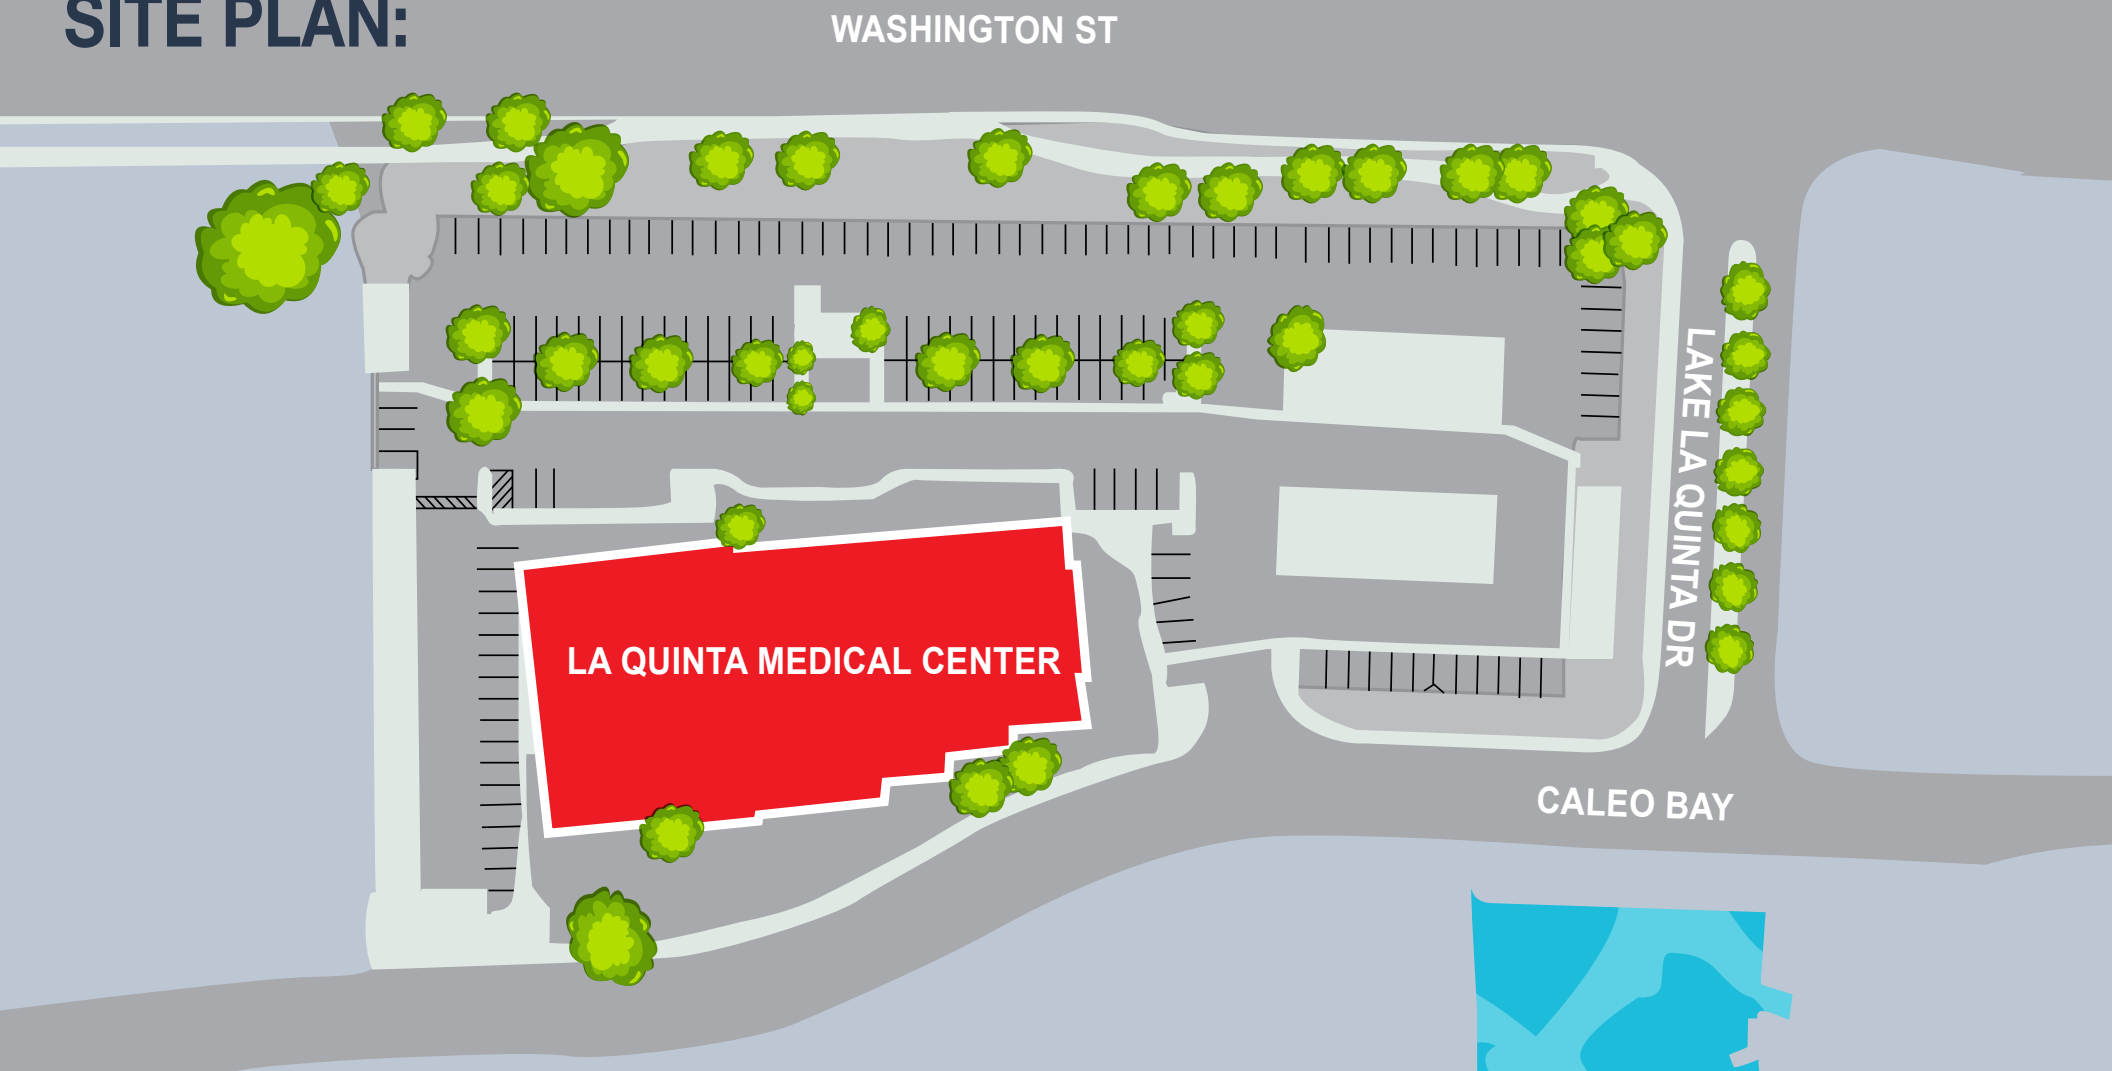 SITE PLAN:
WASHINGTON ST
LAKE LA QUINTA DR
LA QUINTA MEDICAL CENTER
CALEO BAY